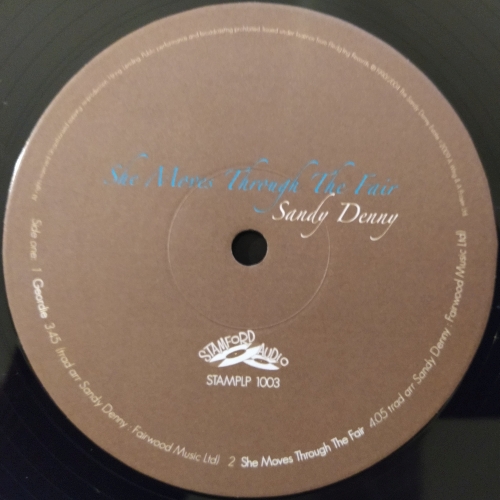 She Moves Through The Fair
~ Sandy Denny
STAMFORD AUDIO
STAMPLP 1003
Side one: 1 Geordie 3:45 (trad arr Sandy Denny : Fairwood Music Ltd) 2 She Moves Through The Fair 4:05 (trad arr Sandy Denny : Fairwood Music Ltd)